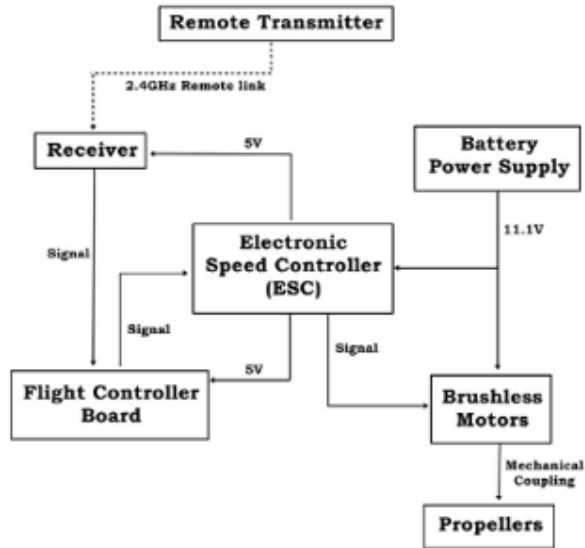 Remote Transmitter
2.4GHz Remote link
Receiver
5V
Battery
Power Supply
11.1V
Electronic
Speed Controller
(ESC)
Signal
Signal
5V
Signal
Flight Controller
Board
Brushless
Motors
Mechanical
Coupling
Propellers